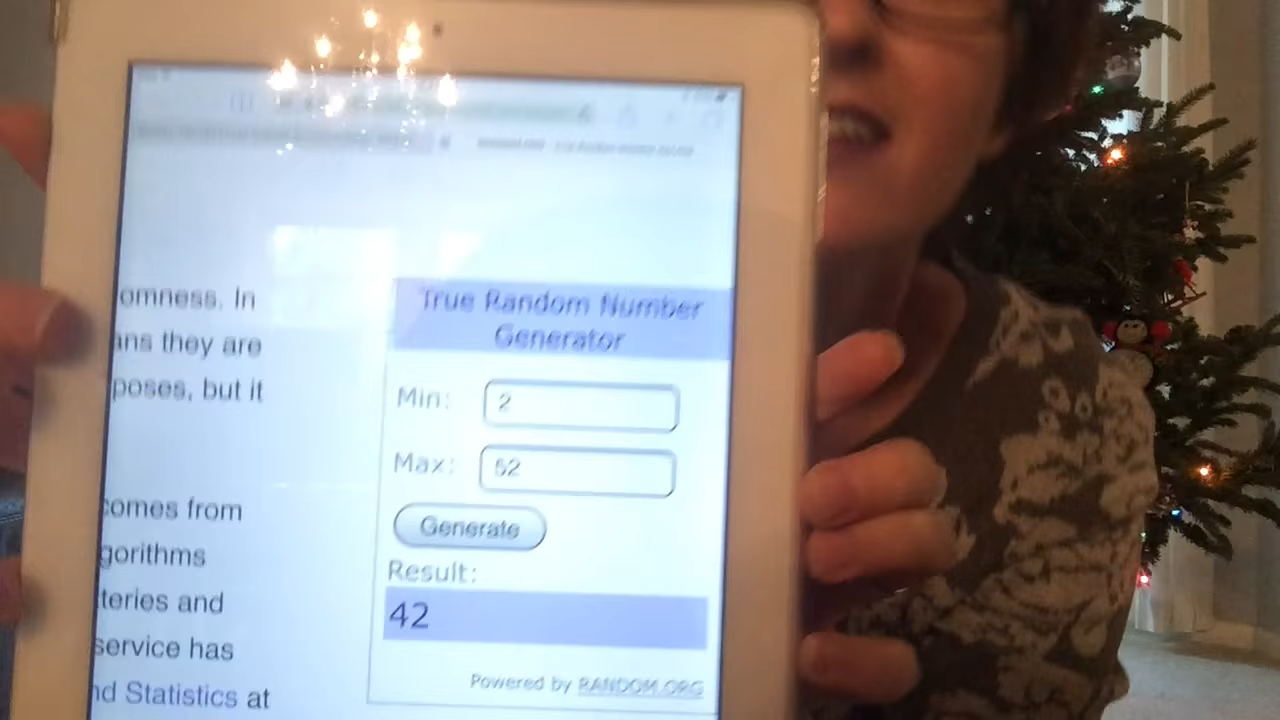 omness. In
ans they are
poses, but it
comes from
gorithms
teries and
service has
nd Statistics at
True Random Number
Generator
Min: 2
Max: 52
Generate
Result:
42
Powered by RANDOM.ORG